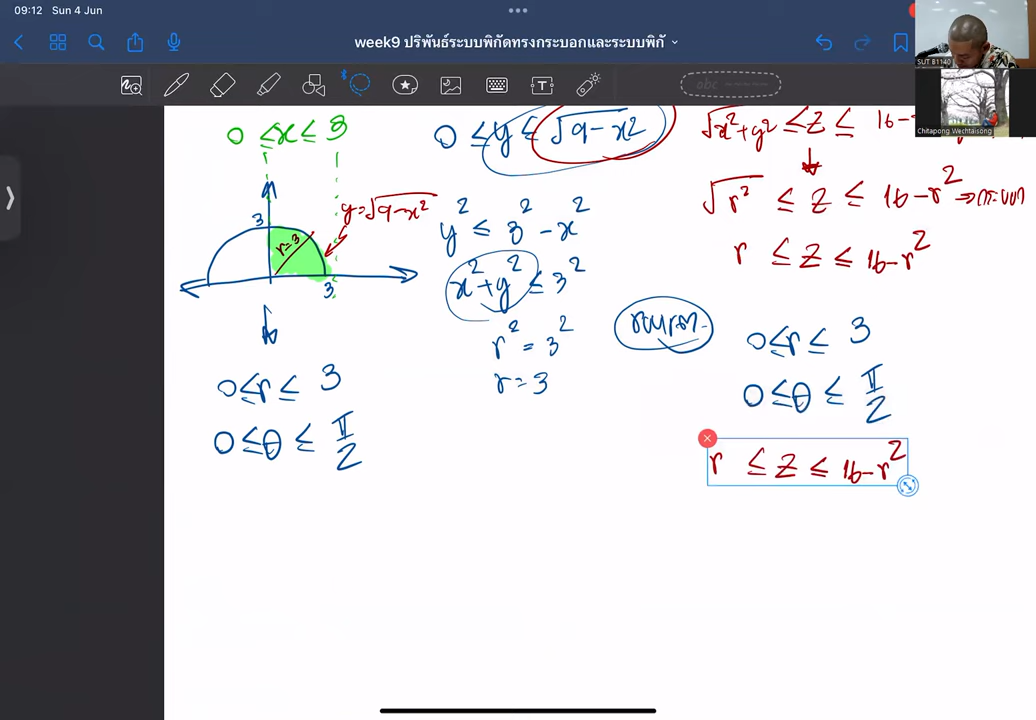 09:12 Sun 4 Jun
week9 ปริพันธ์ระบบพิกัดทรงกระบอกและระบบพิกั
SUT B1140
Chitapong Wechtaisong
abc
T
0 ≤ x ≤ 3
0 ≤ y ≤ √9-x²
√x²+y² ≤ z ≤ 16-
√r² ≤ z ≤ 16-r² →
r ≤ z ≤ 16-r²
y=√9-x²
3
r=3
3
y² ≤ 3² - x²
x²+y² ≤ 3²
r² = 3²
r=3
0 ≤ r ≤ 3
0 ≤ θ ≤ π/2
0 ≤ r ≤ 3
0 ≤ θ ≤ π/2
r ≤ z ≤ 16-r²